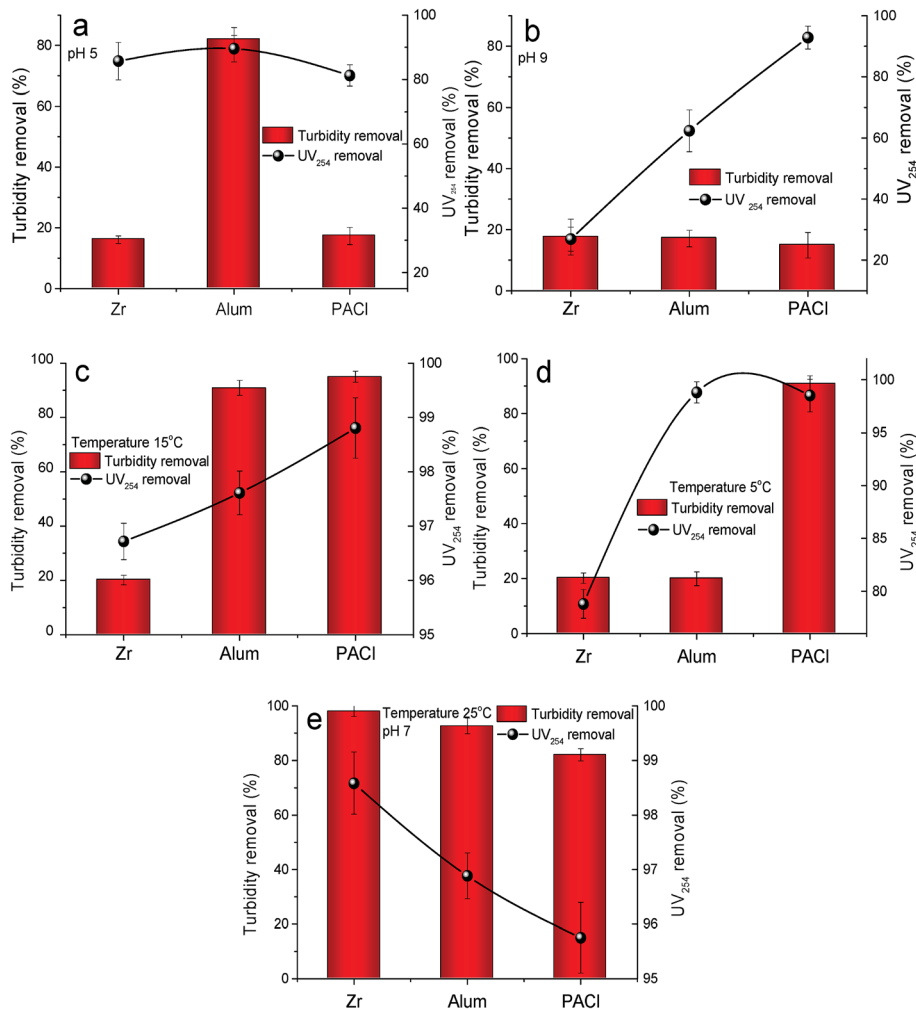 a
pH 5
Turbidity removal (%)
80
60
40
20
0
Turbidity removal
UV254 removal
100
80
60
40
20
UV254 removal (%)
Zr Alum PACl
b
pH 9
Turbidity removal (%)
80
60
40
20
0
Turbidity removal
UV 254 removal
100
80
60
40
20
UV254 removal (%)
Zr Alum PACl
c
Temperature 15°C
Turbidity removal (%)
100
80
60
40
20
0
Turbidity removal
UV254 removal
100
99
98
97
96
95
UV254 removal (%)
Zr Alum PACl
d
Temperature 5°C
Turbidity removal (%)
100
80
60
40
20
0
Turbidity removal
UV254 removal
100
95
90
85
80
UV254 removal (%)
Zr Alum PACl
e
Temperature 25°C
pH 7
Turbidity removal (%)
100
80
60
40
20
0
Turbidity removal
UV254 removal
100
99
98
97
96
95
UV254 removal (%)
Zr Alum PACl